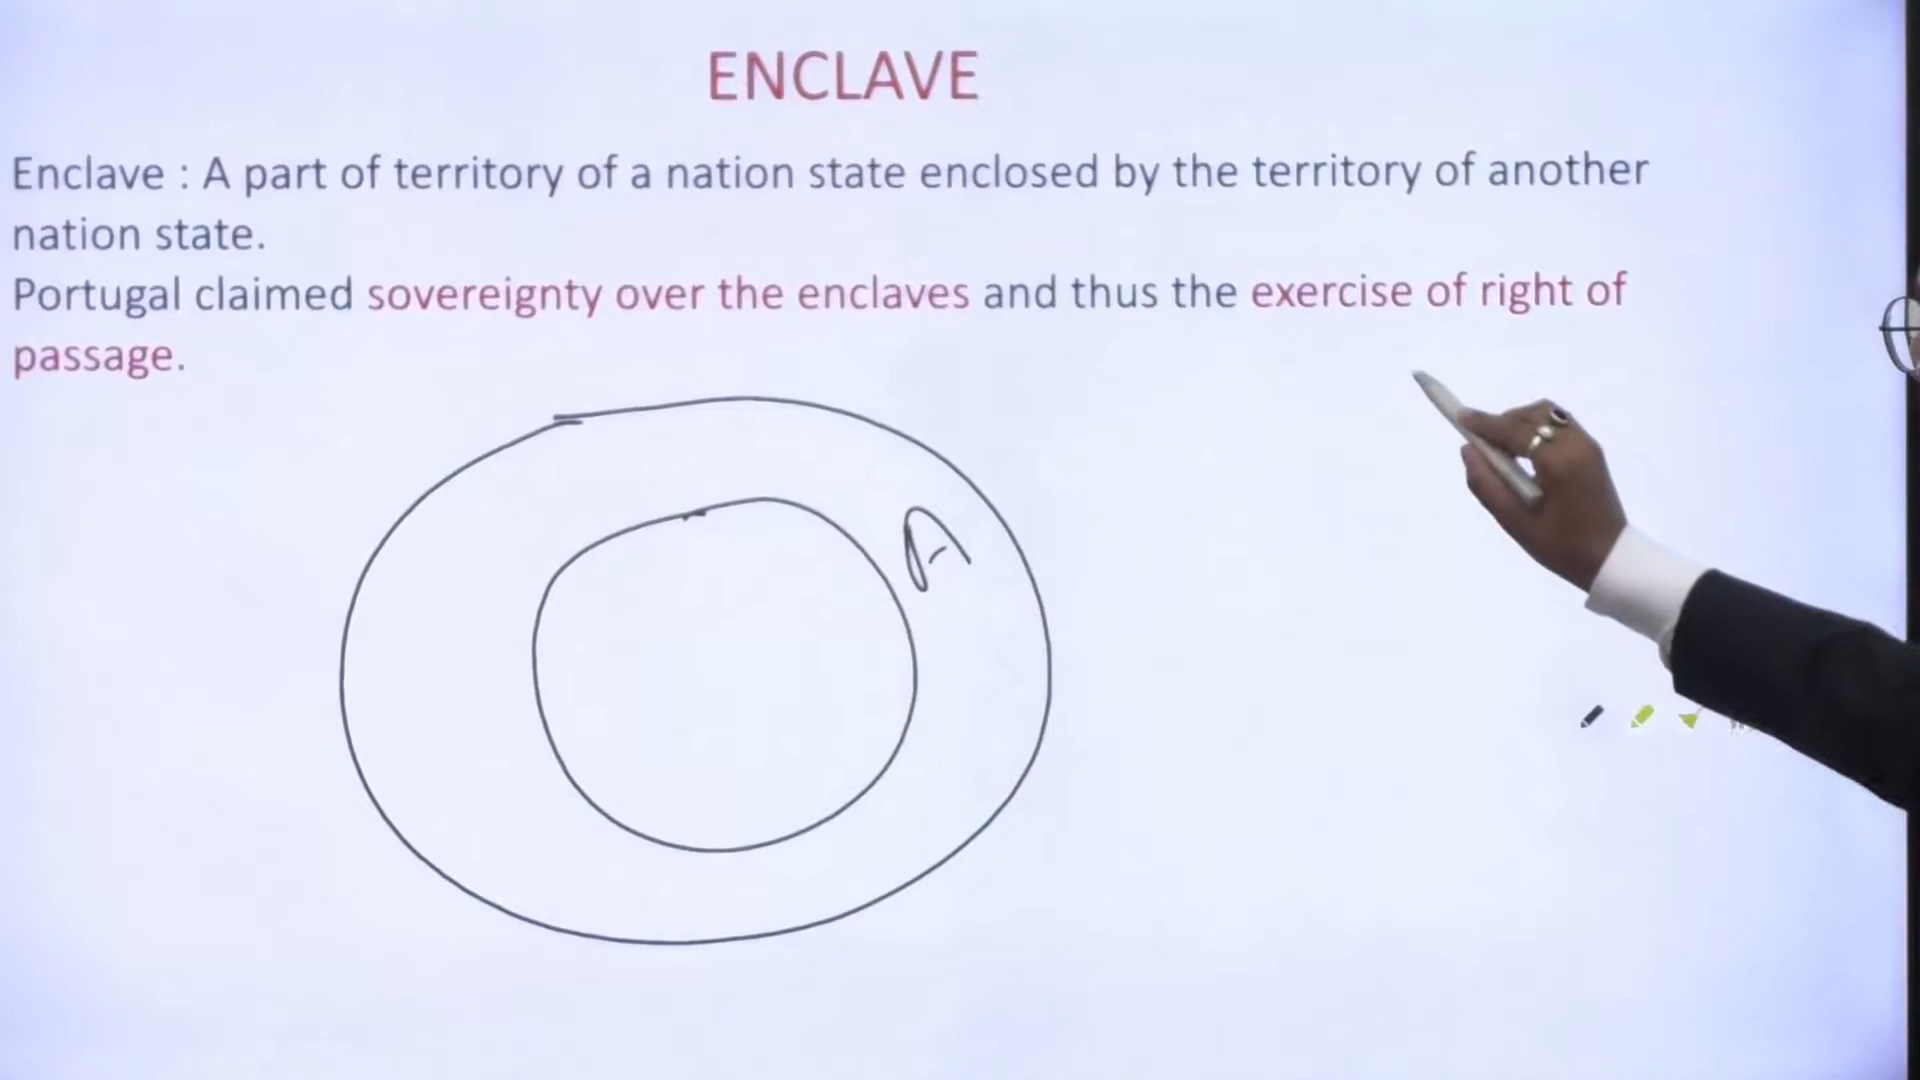 ENCLAVE
Enclave : A part of territory of a nation state enclosed by the territory of another
nation state.
Portugal claimed sovereignty over the enclaves and thus the exercise of right of
passage.
A